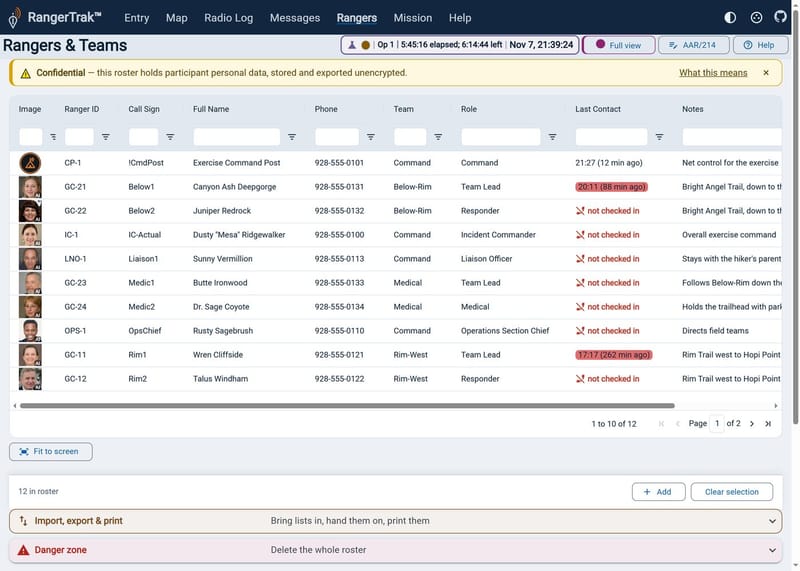 RangerTrak™ Entry Map Radio Log Messages Rangers Mission Help
Rangers & Teams
Op 1 | 5:45:16 elapsed; 6:14:44 left | Nov 7, 21:39:24
Full view
AAR/214
Help
Confidential — this roster holds participant personal data, stored and exported unencrypted. What this means ×
Image Ranger ID Call Sign Full Name Phone Team Role Last Contact Notes
CP-1 !CmdPost Exercise Command Post 928-555-0101 Command Command 21:27 (12 min ago) Net control for the exercise
GC-21 Below1 Canyon Ash Deepgorge 928-555-0131 Below-Rim Team Lead 20:11 (88 min ago) Bright Angel Trail, down to th
GC-22 Below2 Juniper Redrock 928-555-0132 Below-Rim Responder not checked in Bright Angel Trail, down to th
IC-1 IC-Actual Dusty "Mesa" Ridgewalker 928-555-0100 Command Incident Commander not checked in Overall exercise command
LNO-1 Liaison1 Sunny Vermillion 928-555-0113 Command Liaison Officer not checked in Stays with the hiker's parent
GC-23 Medic1 Butte Ironwood 928-555-0133 Medical Team Lead not checked in Follows Below-Rim down the
GC-24 Medic2 Dr. Sage Coyote 928-555-0134 Medical Medical not checked in Holds the trailhead with park
OPS-1 OpsChief Rusty Sagebrush 928-555-0110 Command Operations Section Chief not checked in Directs field teams
GC-11 Rim1 Wren Cliffside 928-555-0121 Rim-West Team Lead 17:17 (262 min ago) Rim Trail west to Hopi Point
GC-12 Rim2 Talus Windham 928-555-0122 Rim-West Responder not checked in Rim Trail west to Hopi Point
1 to 10 of 12 Page 1 of 2
Fit to screen
12 in roster + Add Clear selection
Import, export & print Bring lists in, hand them on, print them
Danger zone Delete the whole roster